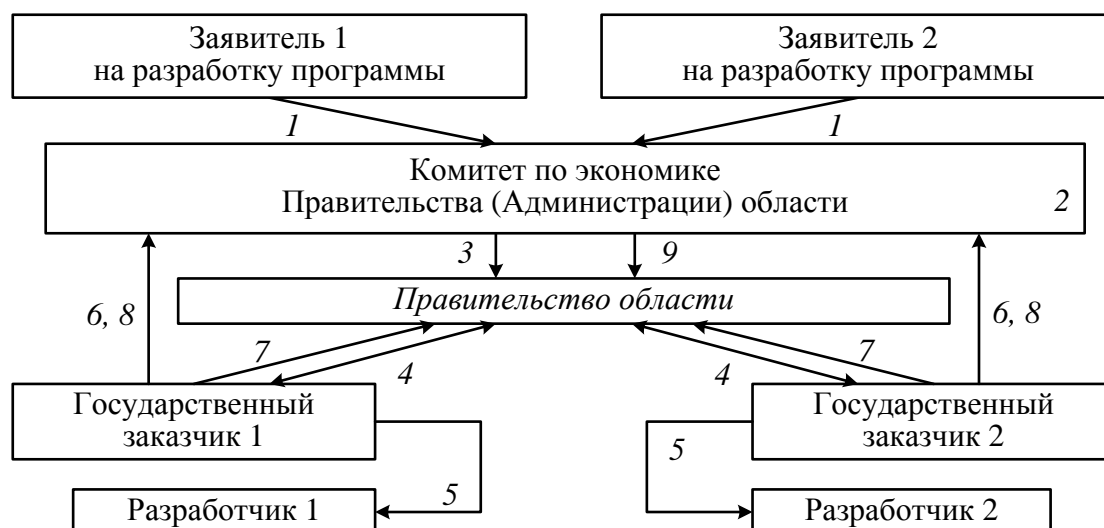 Заявитель 1
на разработку программы
Заявитель 2
на разработку программы
1
1
Комитет по экономике
Правительства (Администрации) области
2
3
9
Правительство области
6, 8
6, 8
7
7
4
4
Государственный
заказчик 1
Государственный
заказчик 2
5
5
Разработчик 1
Разработчик 2